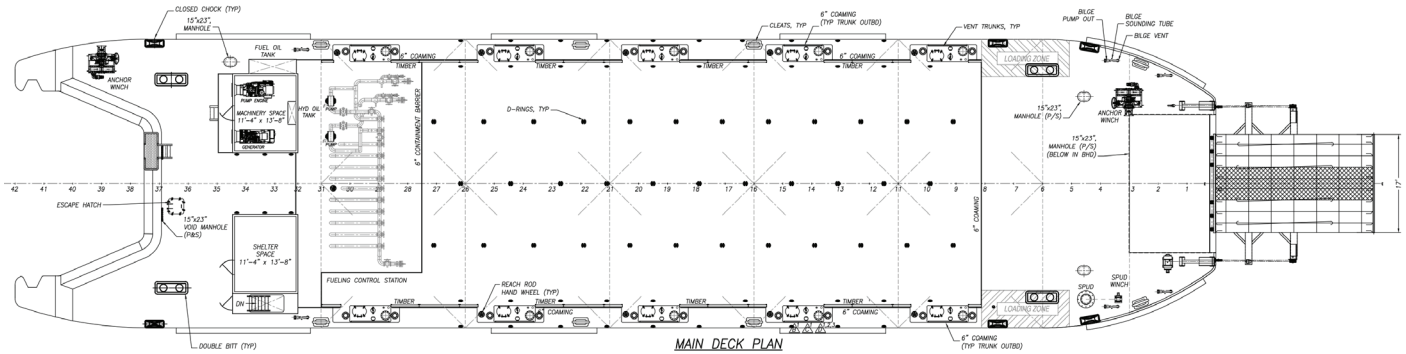 CLOSED CHOCK (TYP)
15"x23",
MANHOLE
FUEL OIL
TANK
6" COAMING
(TYP TRUNK OUTBD)
CLEATS, TYP
VENT TRUNKS, TYP
BILGE
PUMP OUT
BILGE
SOUNDING TUBE
BILGE VENT
6" COAMING
6" COAMING
TIMBER
TIMBER
TIMBER
TIMBER
LOADING ZONE
ANCHOR
WINCH
PUMP ENGINE
MACHINERY SPACE
11'-4" x 13'-8"
GENERATOR
HYD OIL
TANK
PUMP
PUMP
6" CONTAINMENT BARRIER
D-RINGS, TYP
15"x23",
MANHOLE (P/S)
ANCHOR
WINCH
15"x23",
MANHOLE (P/S)
(BELOW IN BHD)
42 41 40 39 38 37 36 35 34 33 32 31 30 29 28 27 26 25 24 23 22 21 20 19 18 17 16 15 14 13 12 11 10 9 8 7 6 5 4 3 2 1
17'
ESCAPE HATCH
15"x23"
VOID MANHOLE
(P&S)
SHELTER
SPACE
11'-4" x 13'-8"
DN
FUELING CONTROL STATION
6" COAMING
REACH ROD
HAND WHEEL (TYP)
TIMBER
TIMBER
TIMBER
TIMBER
6" COAMING
6" COAMING
LOADING ZONE
SPUD
SPUD
WINCH
DOUBLE BITT (TYP)
6" COAMING
(TYP TRUNK OUTBD)
MAIN DECK PLAN